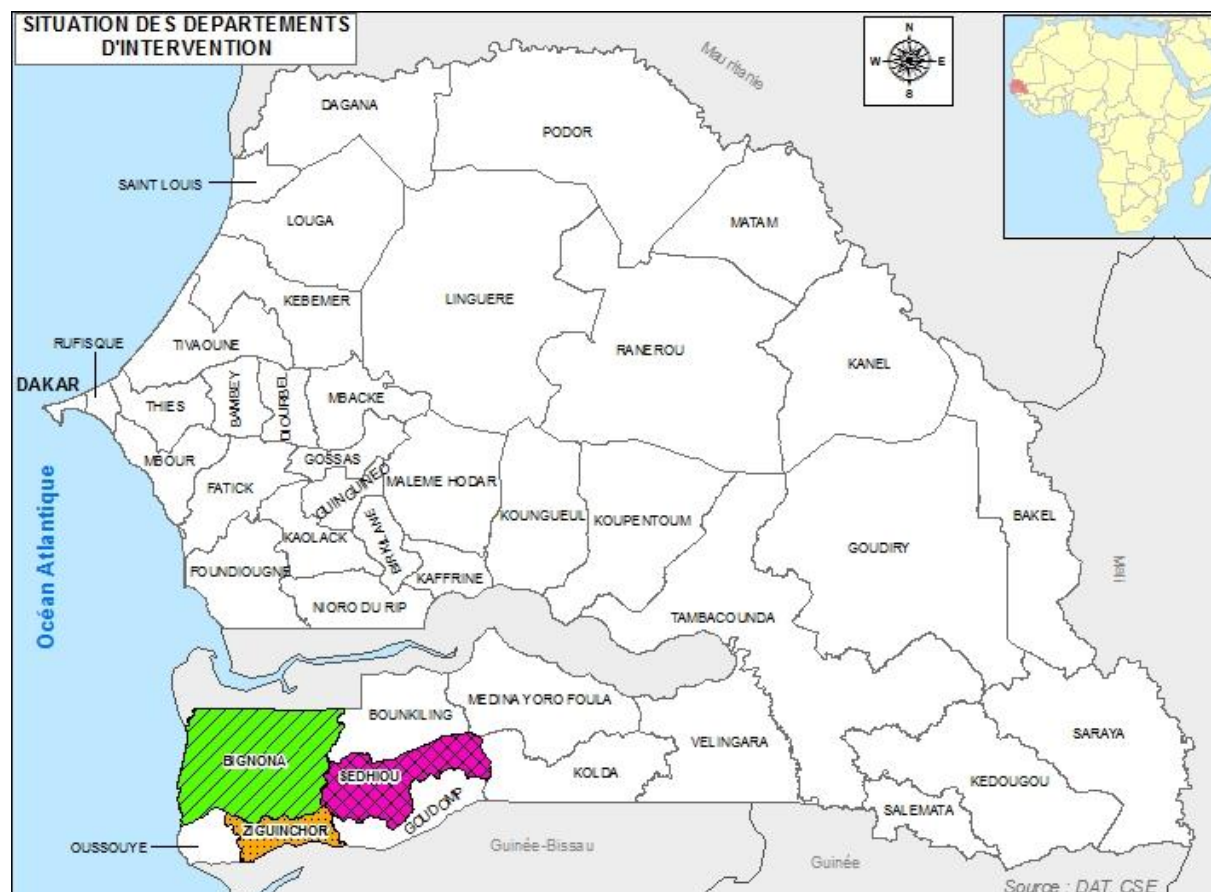 SITUATION DES DEPARTEMENTS
D'INTERVENTION
N
W
E
S
Mauritanie
DAGANA
PODOR
SAINT LOUIS
LOUGA
MATAM
KEBEMER
LINGUERE
RUFISQUE
TIVAOUNE
RANEROU
KANEL
DAKAR
THIES
BAMBEY
DIOURBEL
MBACKE
MBOUR
GOSSAS
FATICK
GUINGUINEO
MALEME HODAR
KOUNGUEUL
KOUPENTOUM
BAKEL
GOUDIRY
KAOLACK
BIRKILANE
FOUNDIOUGNE
KAFFRINE
NIORO DU RIP
TAMBACOUNDA
Mali
Océan Atlantique
MEDINA YORO FOULA
BOUNKILING
VELINGARA
SARAYA
BIGNONA
SEDHIOU
KOLDA
KEDOUGOU
GOUDOMP
SALEMATA
ZIGUINCHOR
OUSSOUYE
Guinée-Bissau
Guinée
Source : DAT, CSE